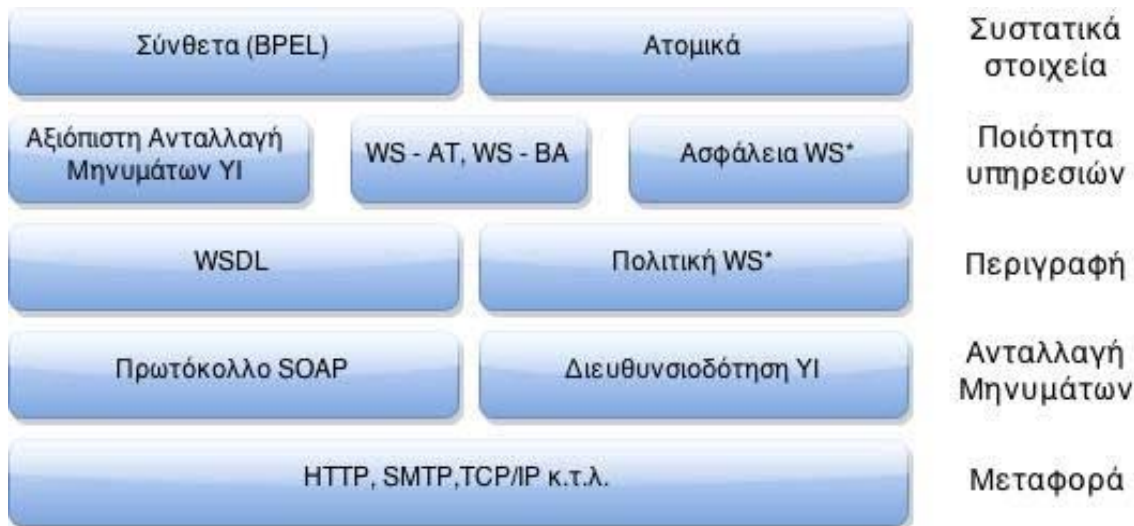 Σύνθετα (BPEL)
Ατομικά
Συστατικά
στοιχεία
Αξιόπιστη Ανταλλαγή
Μηνυμάτων ΥΙ
WS - AT, WS - BA
Ασφάλεια WS*
Ποιότητα
υπηρεσιών
WSDL
Πολιτική WS*
Περιγραφή
Πρωτόκολλο SOAP
Διευθυνσιοδότηση ΥΙ
Ανταλλαγή
Μηνυμάτων
HTTP, SMTP,TCP/IP κ.τ.λ.
Μεταφορά